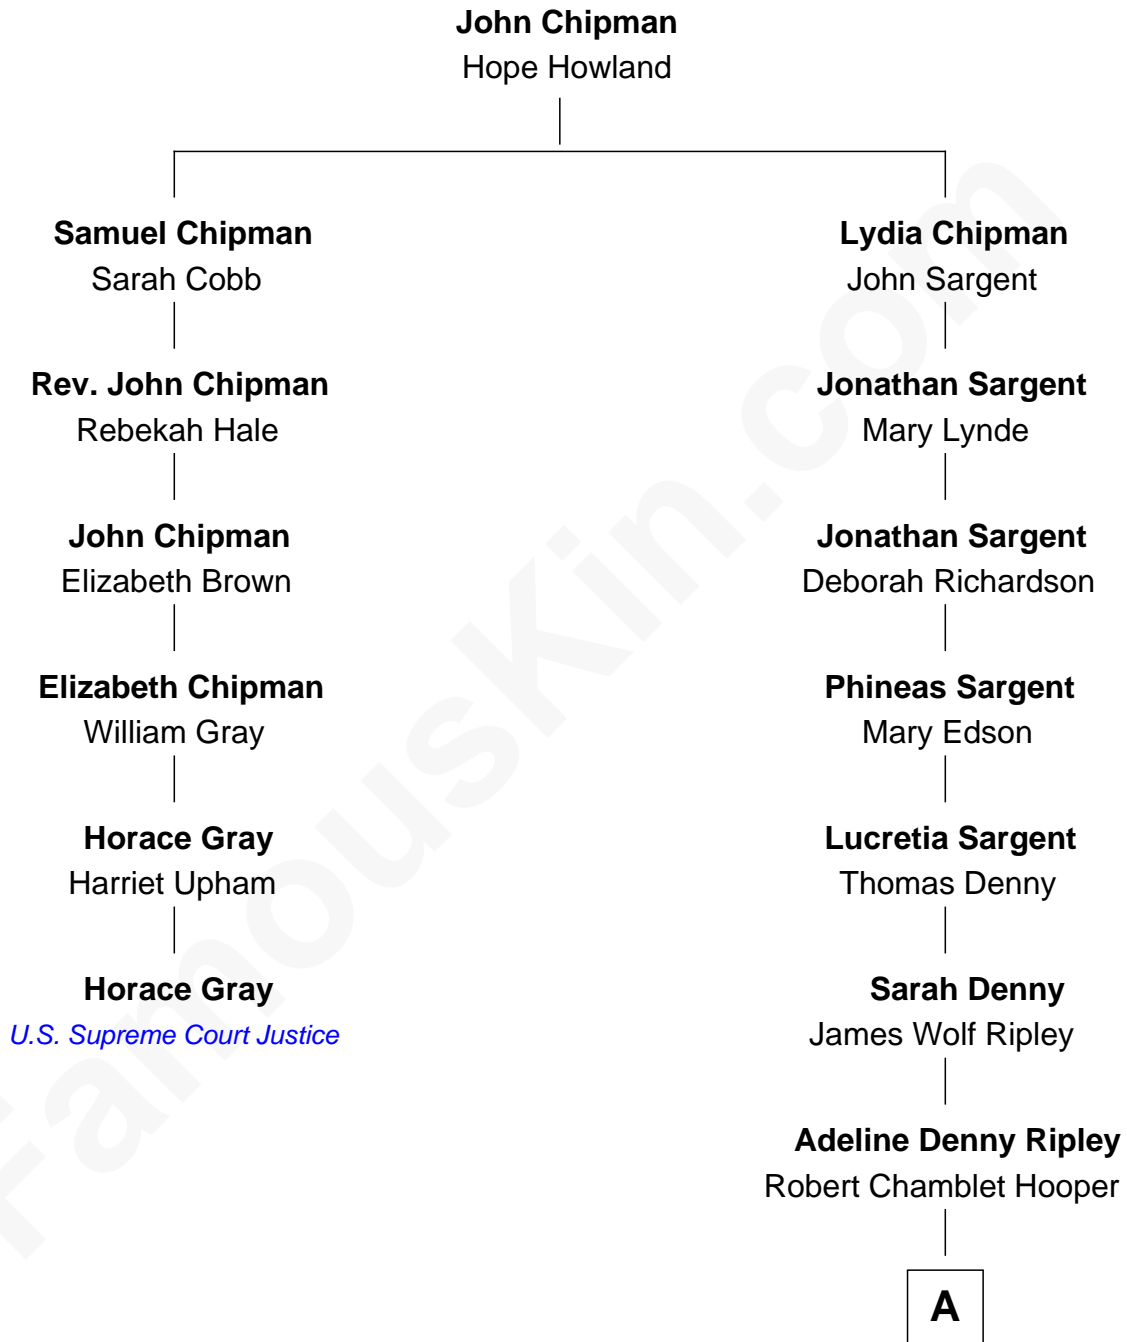 John Chipman
Hope Howland
Samuel Chipman
Sarah Cobb
Lydia Chipman
John Sargent
Rev. John Chipman
Rebekah Hale
Jonathan Sargent
Mary Lynde
John Chipman
Elizabeth Brown
Jonathan Sargent
Deborah Richardson
Elizabeth Chipman
William Gray
Phineas Sargent
Mary Edson
Horace Gray
Harriet Upham
Lucretia Sargent
Thomas Denny
Horace Gray
U.S. Supreme Court Justice
Sarah Denny
James Wolf Ripley
Adeline Denny Ripley
Robert Chamblet Hooper
A
FamousKin.com